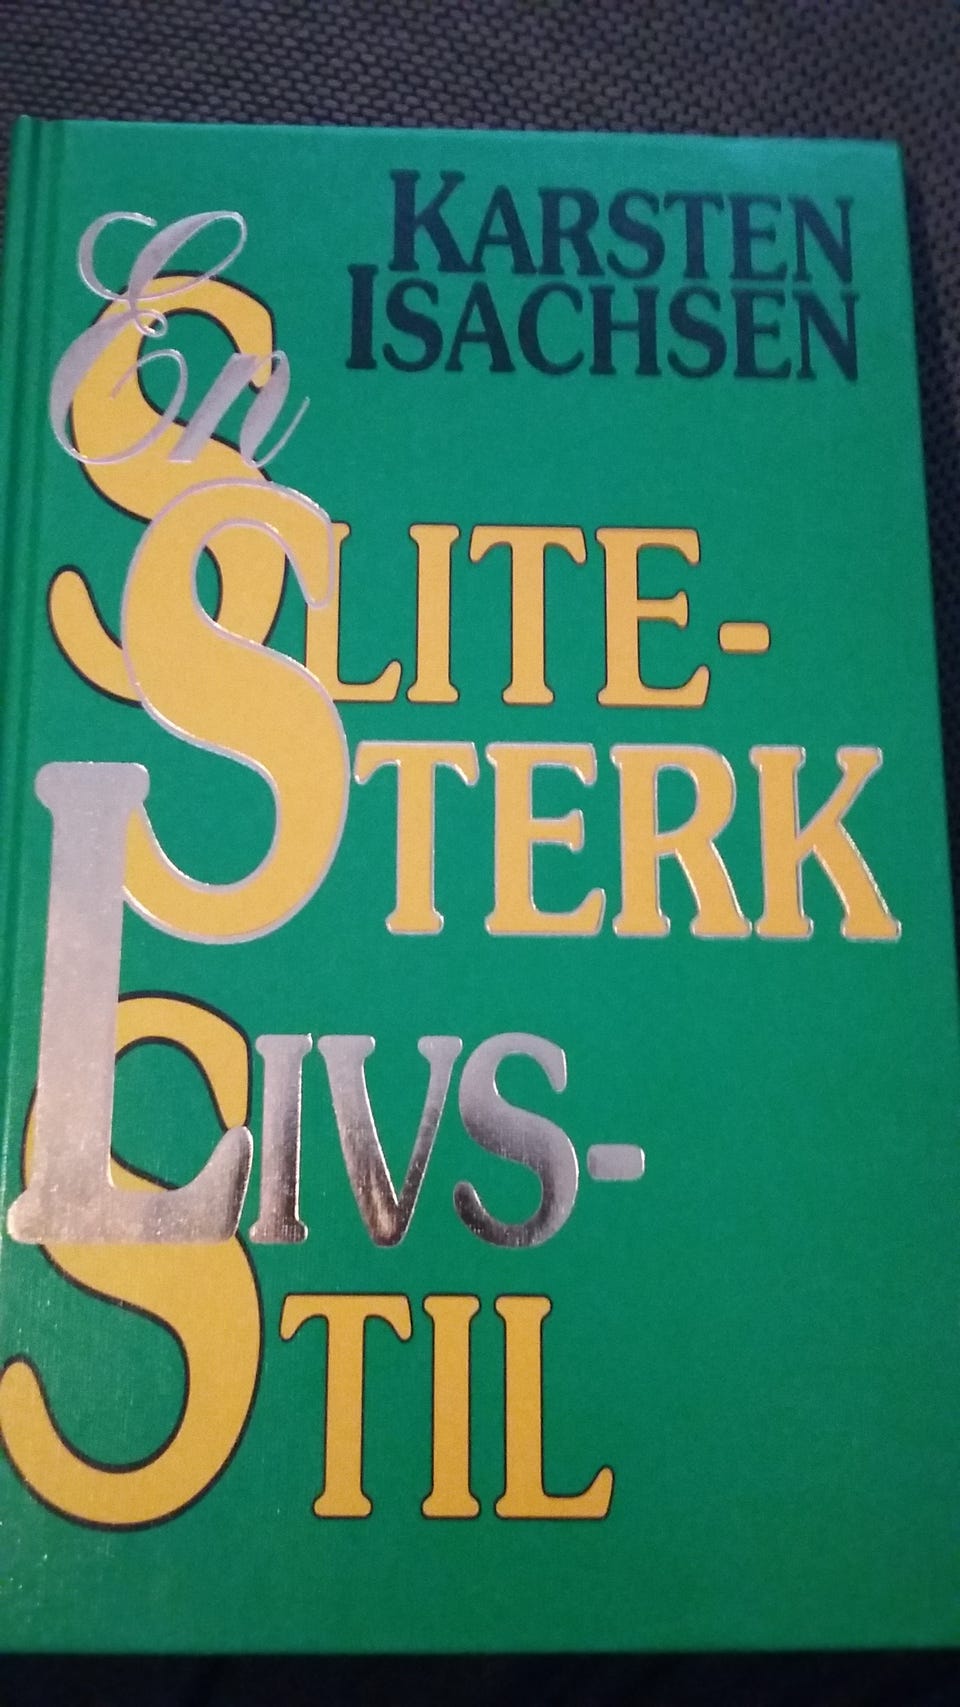 KARSTEN
ISACHSEN
En
SLITE-
STERK
LIVS-
STIL